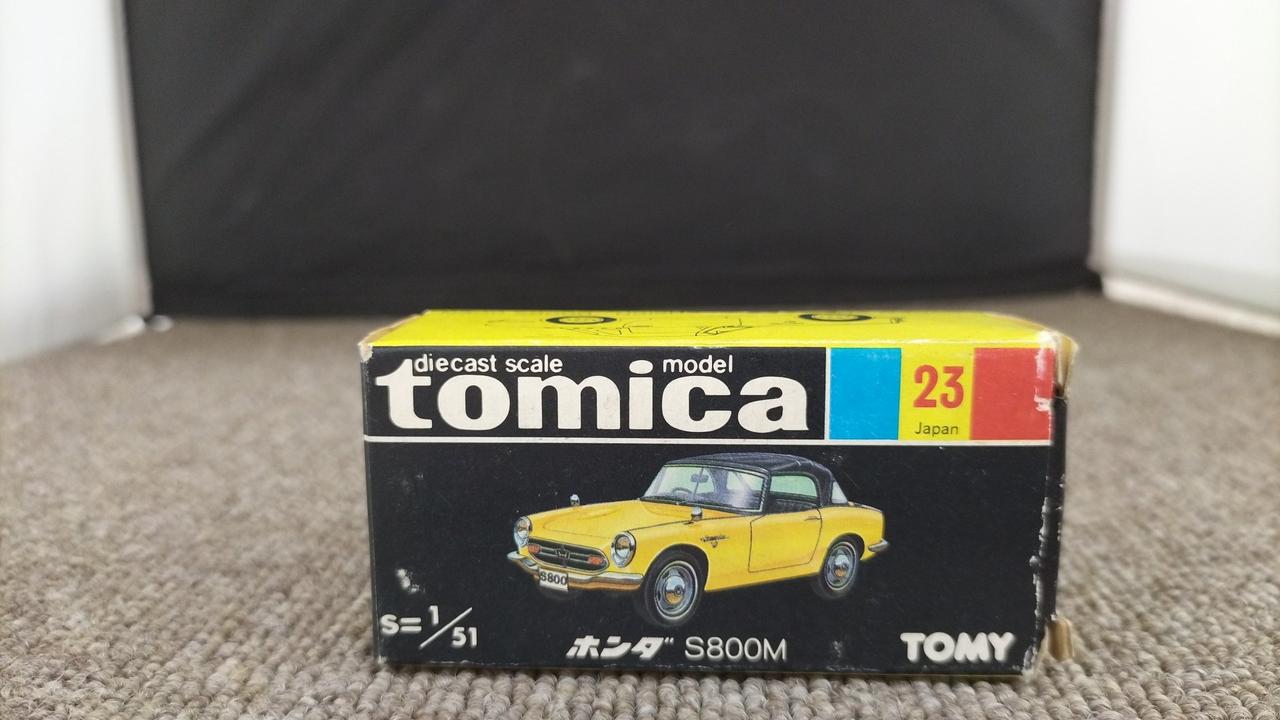 diecast scale model
tomica
23
Japan
S800
S=1/51
ホンダ S800M
TOMY